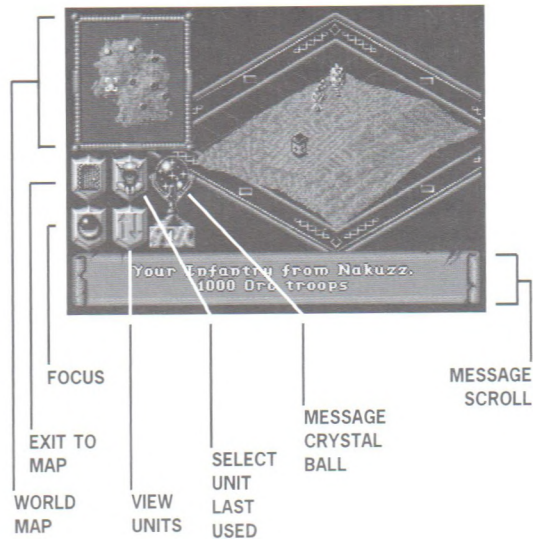 Your Infantry from Nakuzz.
1000 Orc troops
FOCUS
MESSAGE
SCROLL
EXIT TO
MAP
MESSAGE
CRYSTAL
BALL
WORLD
MAP
VIEW
UNITS
SELECT
UNIT
LAST
USED